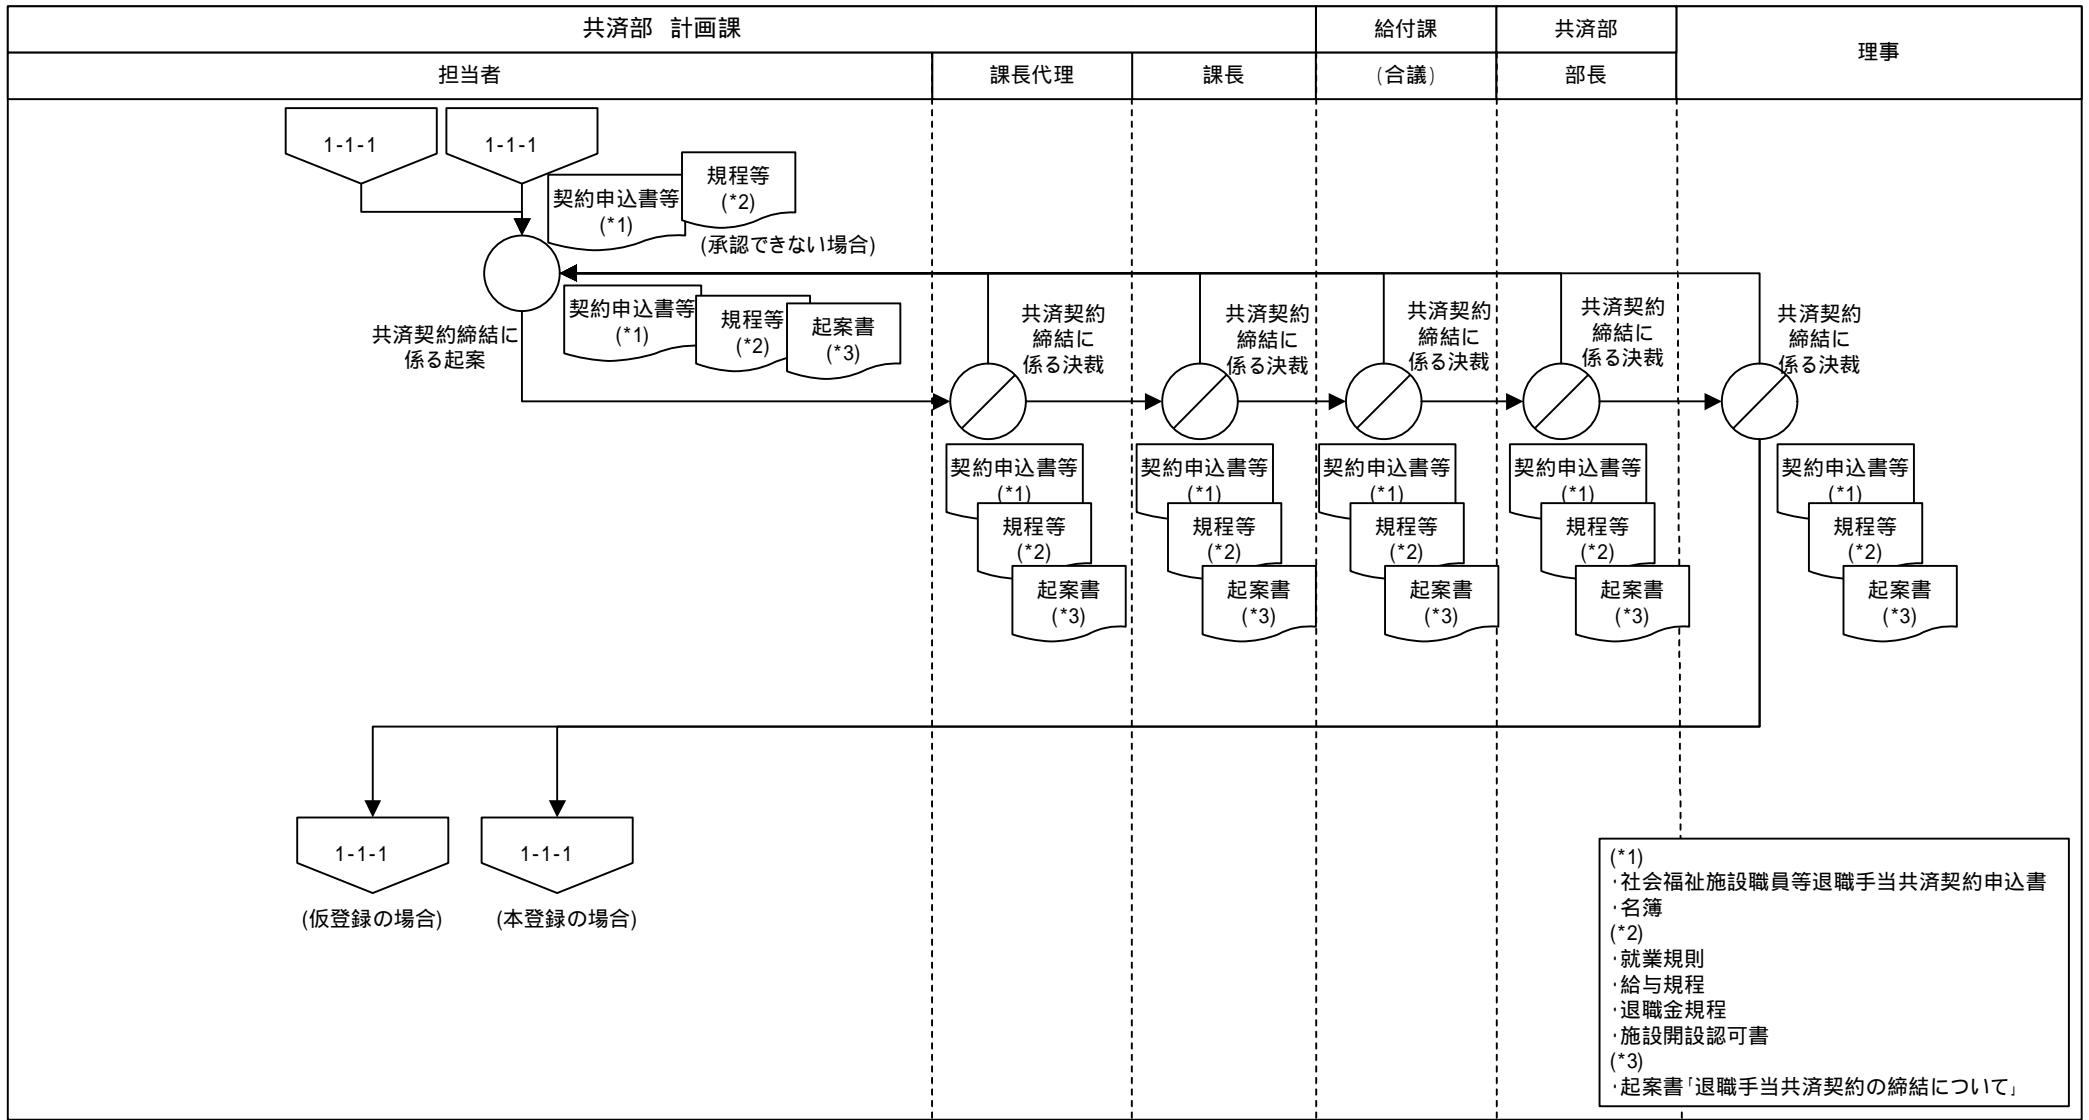 共済部 計画課
給付課
共済部
理事
担当者
課長代理
課長
(合議)
部長
1-1-1
1-1-1
契約申込書等
(*1)
規程等
(*2)
(承認できない場合)
共済契約締結に
係る起案
契約申込書等
(*1)
規程等
(*2)
起案書
(*3)
共済契約
締結に
係る決裁
共済契約
締結に
係る決裁
共済契約
締結に
係る決裁
共済契約
締結に
係る決裁
共済契約
締結に
係る決裁
契約申込書等
(*1)
規程等
(*2)
起案書
(*3)
契約申込書等
(*1)
規程等
(*2)
起案書
(*3)
契約申込書等
(*1)
規程等
(*2)
起案書
(*3)
契約申込書等
(*1)
規程等
(*2)
起案書
(*3)
契約申込書等
(*1)
規程等
(*2)
起案書
(*3)
1-1-1
(仮登録の場合)
1-1-1
(本登録の場合)
(*1)
・社会福祉施設職員等退職手当共済契約申込書
・名簿
(*2)
・就業規則
・給与規程
・退職金規程
・施設開設認可書
(*3)
・起案書「退職手当共済契約の締結について」